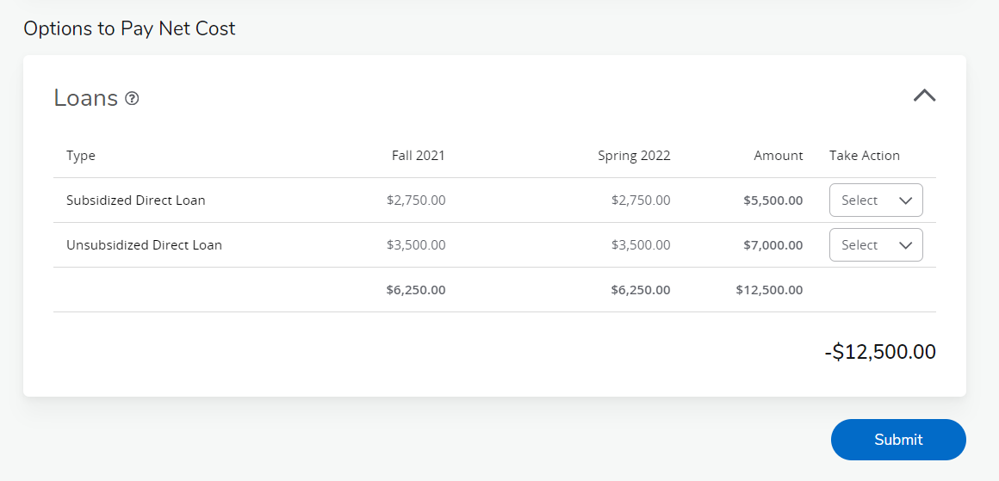 Options to Pay Net Cost
Loans ?
Type Fall 2021 Spring 2022 Amount Take Action
Subsidized Direct Loan $2,750.00 $2,750.00 $5,500.00 Select
Unsubsidized Direct Loan $3,500.00 $3,500.00 $7,000.00 Select
$6,250.00 $6,250.00 $12,500.00
-$12,500.00
Submit